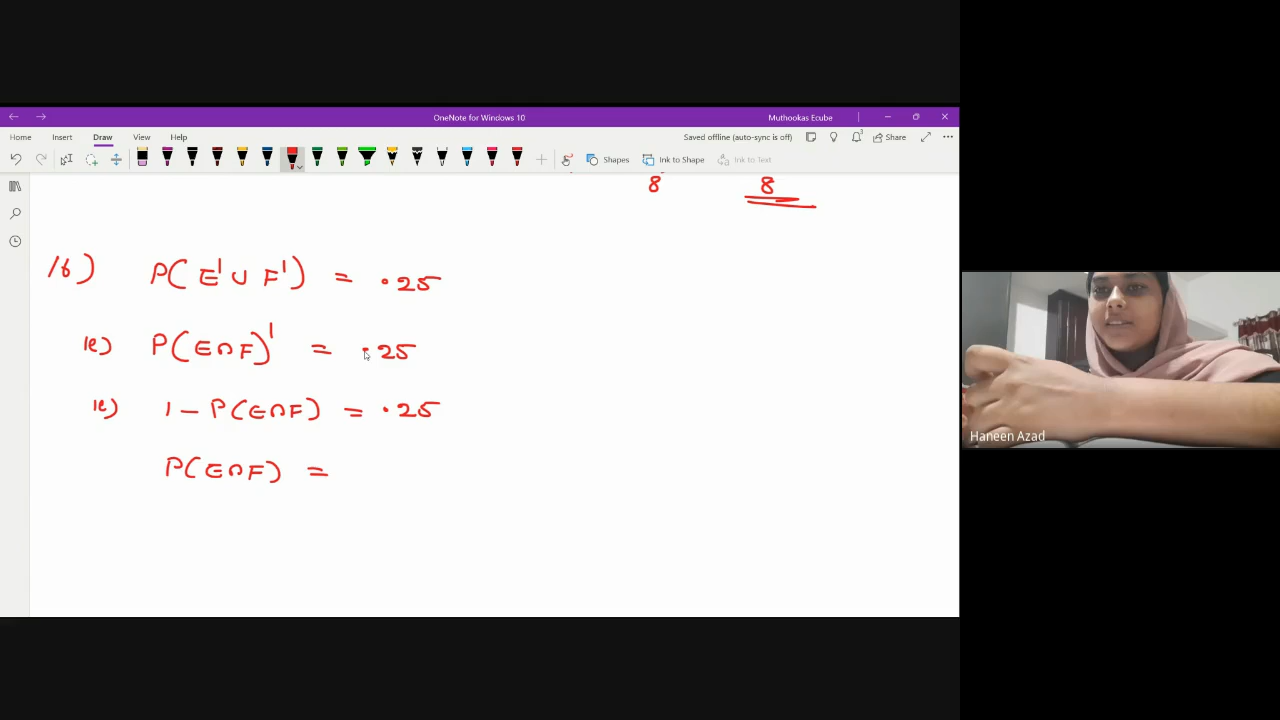 OneNote for Windows 10
Muthookas Ecube
Home Insert Draw View Help
Saved offline (auto-sync is off)
Share
Shapes
Ink to Shape
Ink to Text
8 8
16) P(E' ∪ F') = .25
ie) P(E∩F)' = .25
ie) 1 - P(E∩F) = .25
P(E∩F) =
Haneen Azad